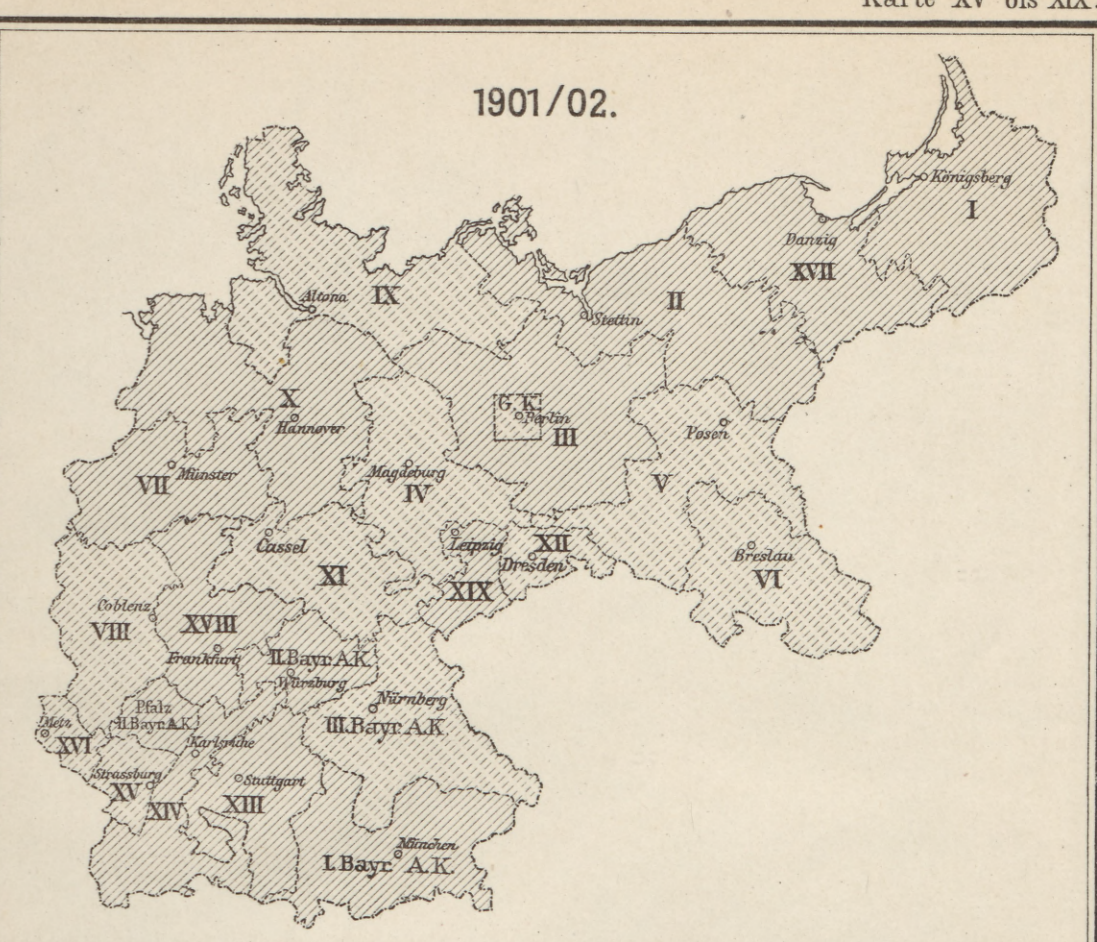 Karte XV bis XIX.
1901/02.
Königsberg
I
Danzig
XVII
Altona
IX
II
Stettin
X
Hannover
G. K.
Berlin
III
Posen
Münster
VII
Magdeburg
IV
V
Cassel
Leipzig
XII
Dresden
Breslau
VI
XI
XIX
Coblenz
VIII
XVIII
Frankfurt
II.Bayr.A.K.
Würzburg
Nürnberg
III.Bayr.A.K
Pfalz
II.Bayr.A.K
Metz
XVI
Karlsruhe
Strassburg
XV
XIV
Stuttgart
XIII
München
I.Bayr. A.K.